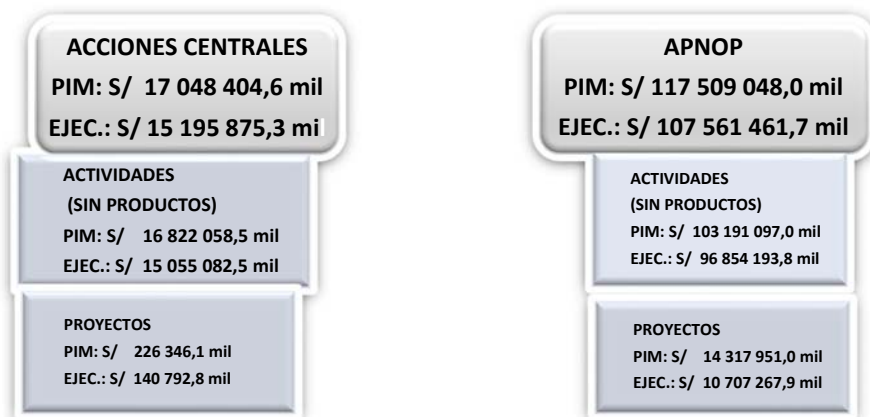 ACCIONES CENTRALES
PIM: S/ 17 048 404,6 mil
EJEC.: S/ 15 195 875,3 mi
ACTIVIDADES
(SIN PRODUCTOS)
PIM: S/ 16 822 058,5 mil
EJEC.: S/ 15 055 082,5 mil
PROYECTOS
PIM: S/ 226 346,1 mil
EJEC.: S/ 140 792,8 mil
APNOP
PIM: S/ 117 509 048,0 mil
EJEC.: S/ 107 561 461,7 mil
ACTIVIDADES
(SIN PRODUCTOS)
PIM: S/ 103 191 097,0 mil
EJEC.: S/ 96 854 193,8 mil
PROYECTOS
PIM: S/ 14 317 951,0 mil
EJEC.: S/ 10 707 267,9 mil